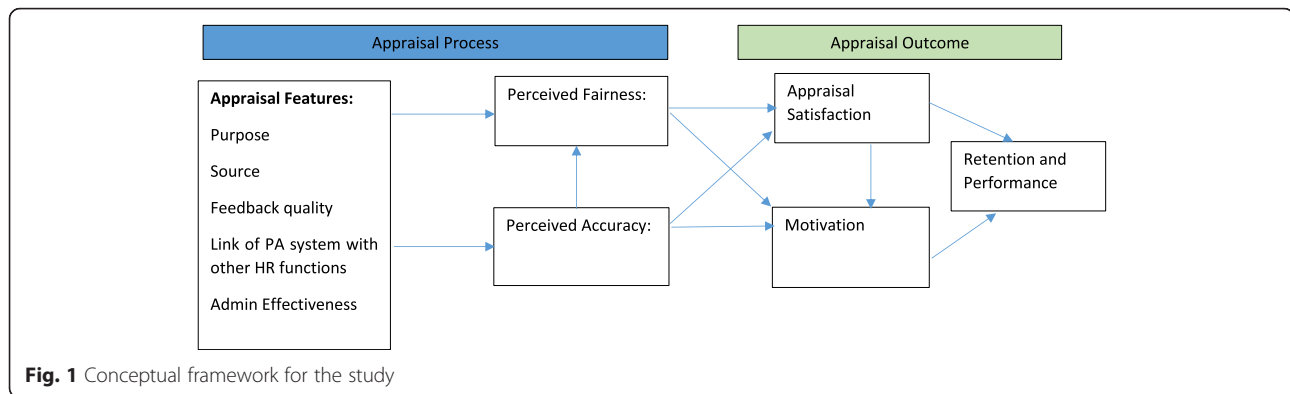 Appraisal Process
Appraisal Outcome
Appraisal Features:
Purpose
Source
Feedback quality
Link of PA system with
other HR functions
Admin Effectiveness
Perceived Fairness:
Perceived Accuracy:
Appraisal
Satisfaction
Motivation
Retention and
Performance
Fig. 1 Conceptual framework for the study